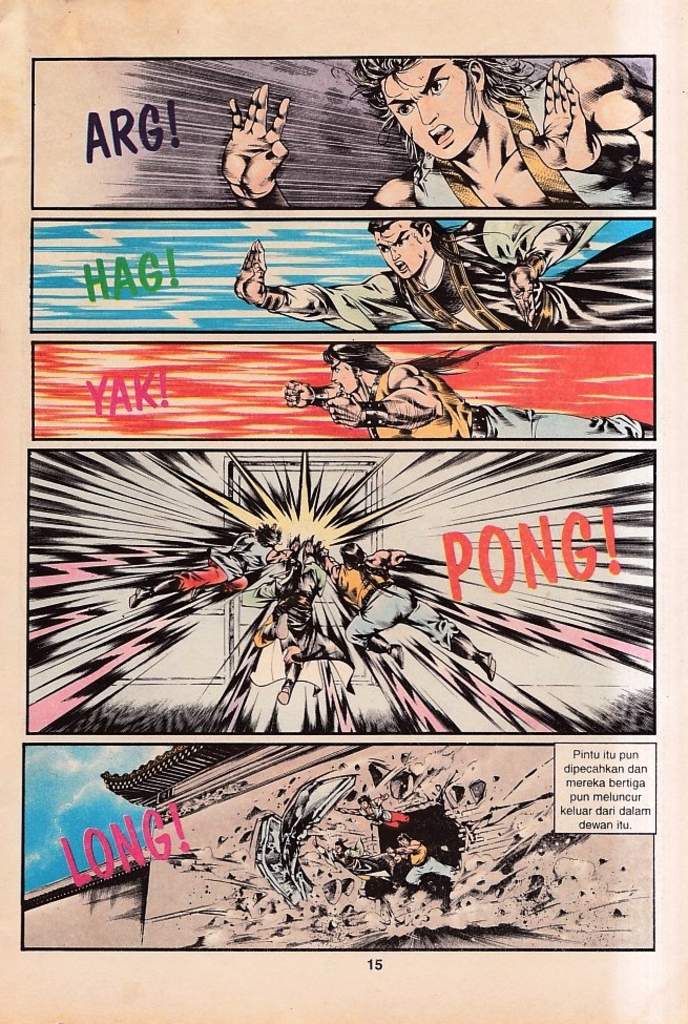 ARG!
HAG!
YAK!
PONG!
LONG!
Pintu itu pun
dipecahkan dan
mereka bertiga
pun meluncur
keluar dari dalam
dewan itu.
15